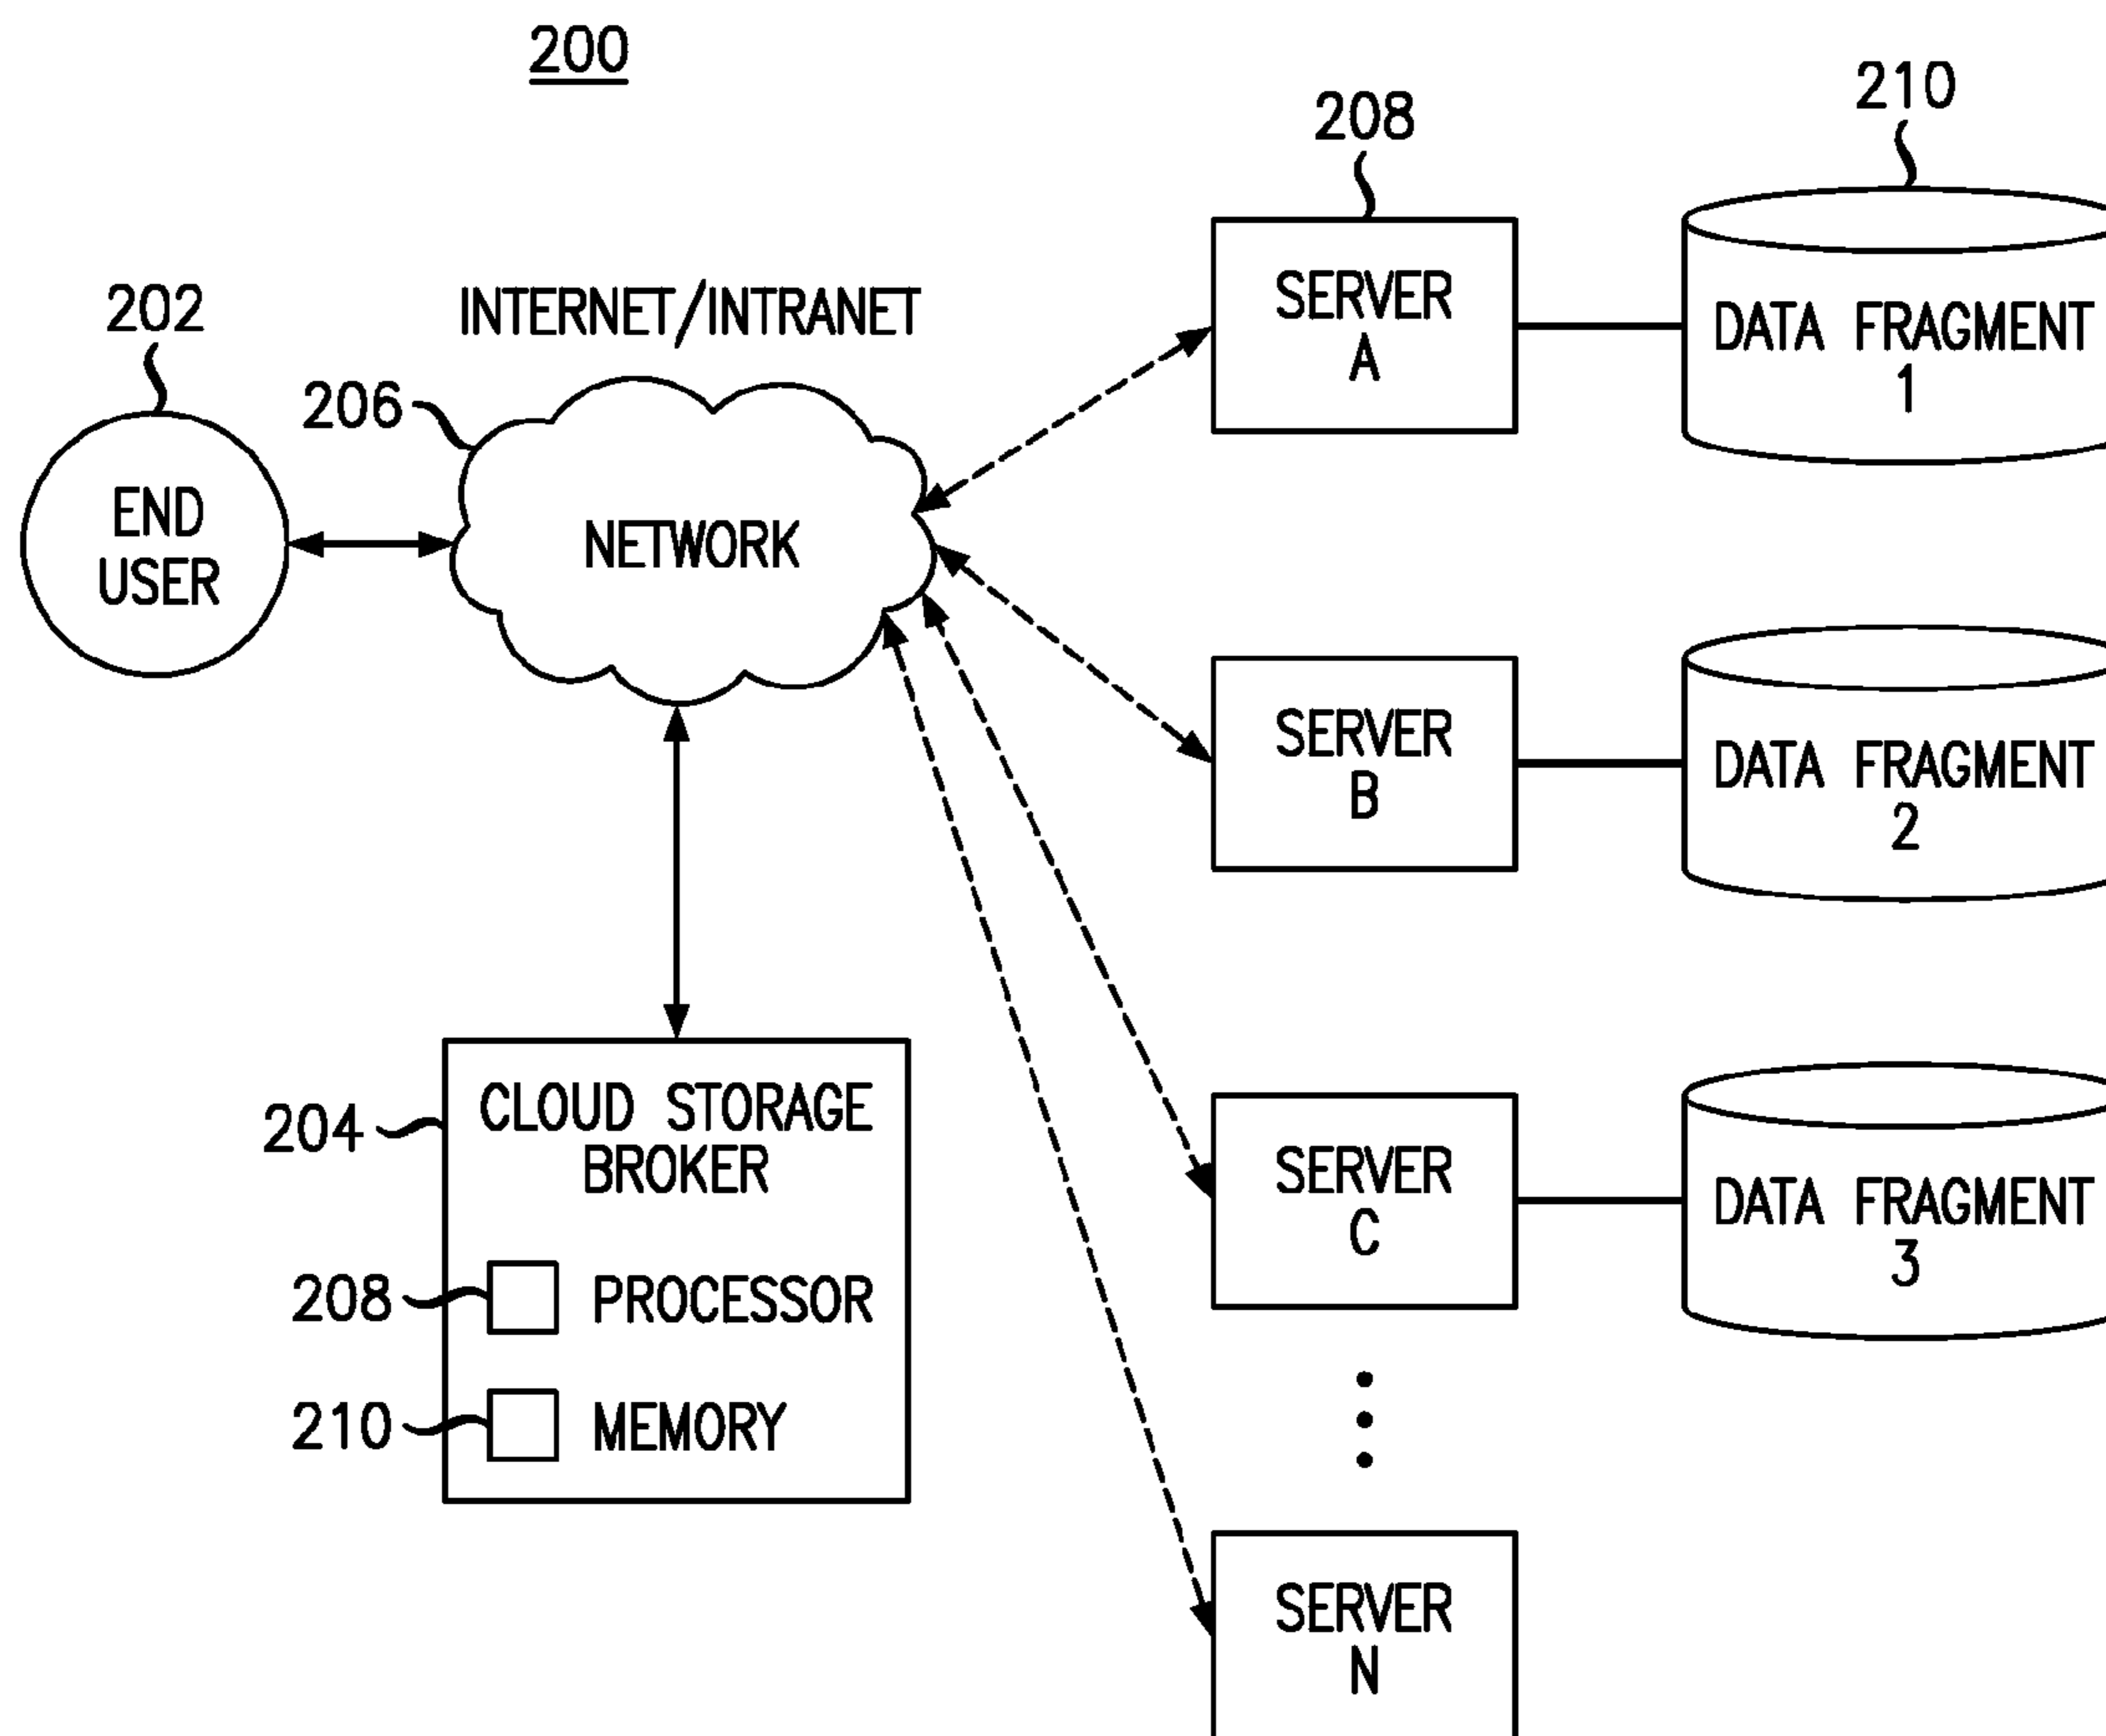 200
202
206
INTERNET/INTRANET
END
USER
NETWORK
204
CLOUD STORAGE
BROKER
208
PROCESSOR
210
MEMORY
208
SERVER
A
210
DATA FRAGMENT
1
SERVER
B
DATA FRAGMENT
2
SERVER
C
DATA FRAGMENT
3
SERVER
N